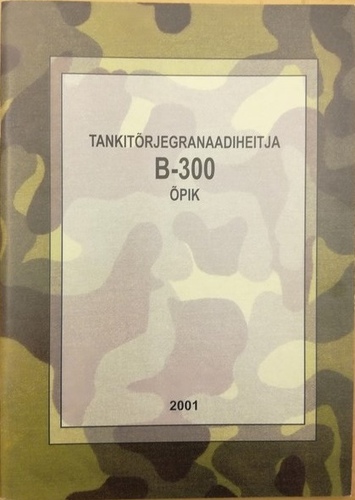 TANKITÕRJEGRANAADIHEITJA
B-300
ÕPIK
2001